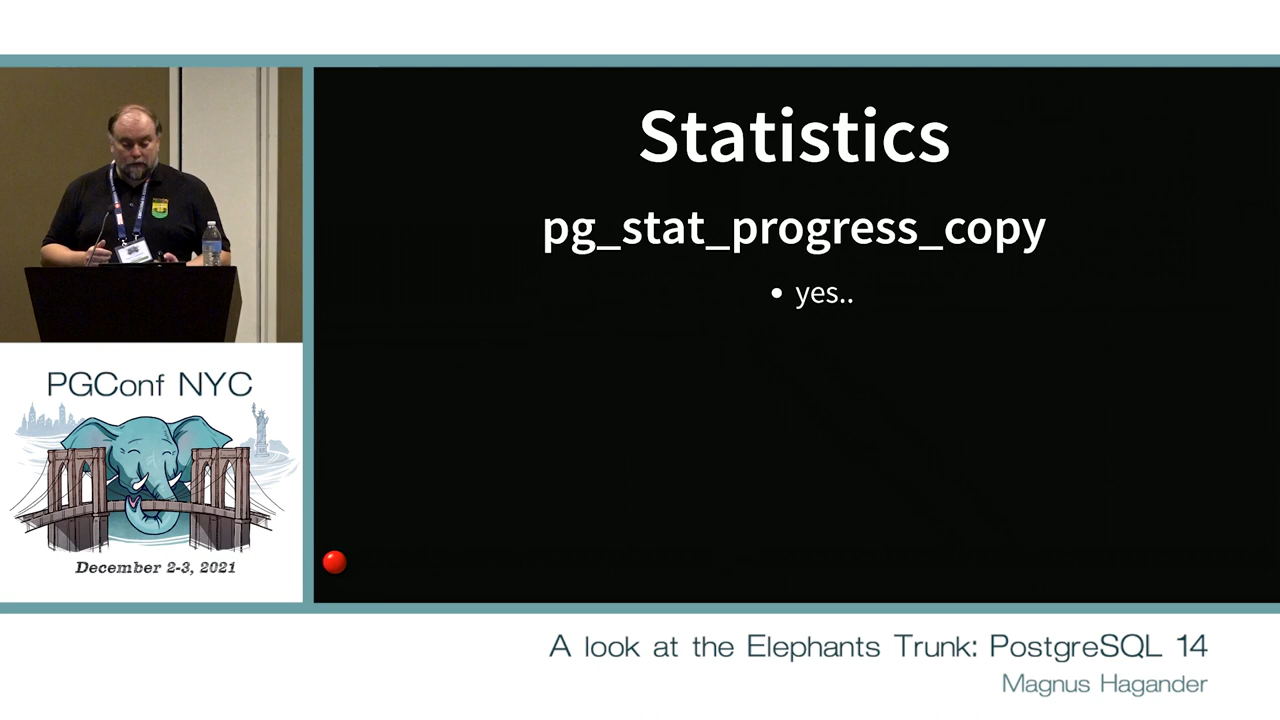 Statistics
pg_stat_progress_copy
• yes..
PGConf NYC
December 2-3, 2021
A look at the Elephants Trunk: PostgreSQL 14
Magnus Hagander